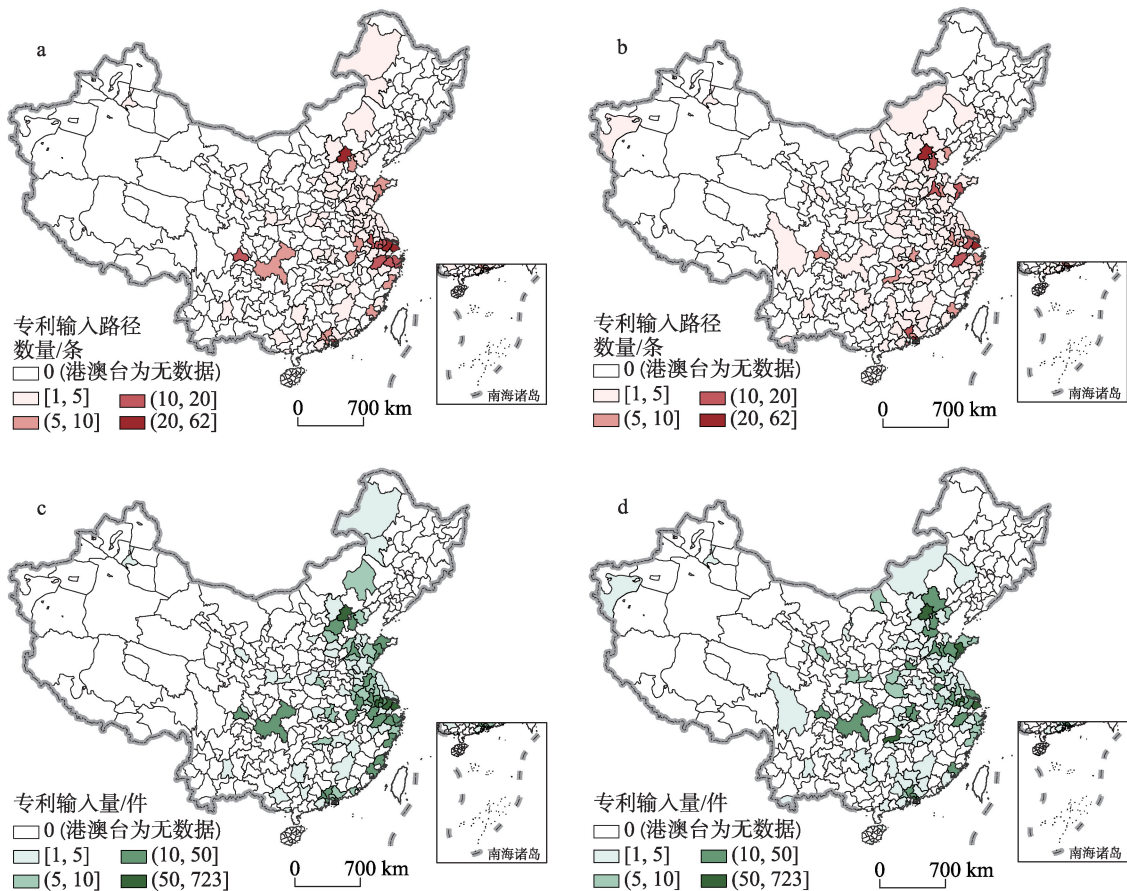 a
专利输入路径
数量/条
0 (港澳台为无数据)
[1, 5] (10, 20]
(5, 10] (20, 62]
0 700 km
南海诸岛
b
专利输入路径
数量/条
0 (港澳台为无数据)
[1, 5] (10, 20]
(5, 10] (20, 62]
0 700 km
南海诸岛
c
专利输入量/件
0 (港澳台为无数据)
[1, 5] (10, 50]
(5, 10] (50, 723]
0 700 km
南海诸岛
d
专利输入量/件
0 (港澳台为无数据)
[1, 5] (10, 50]
(5, 10] (50, 723]
0 700 km
南海诸岛